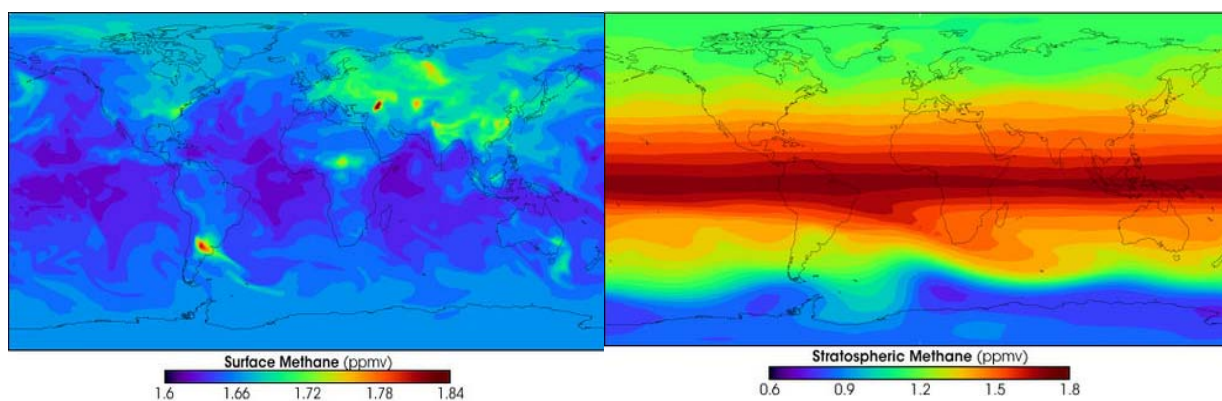 Surface Methane (ppmv)
1.6 1.66 1.72 1.78 1.84
Stratospheric Methane (ppmv)
0.6 0.9 1.2 1.5 1.8